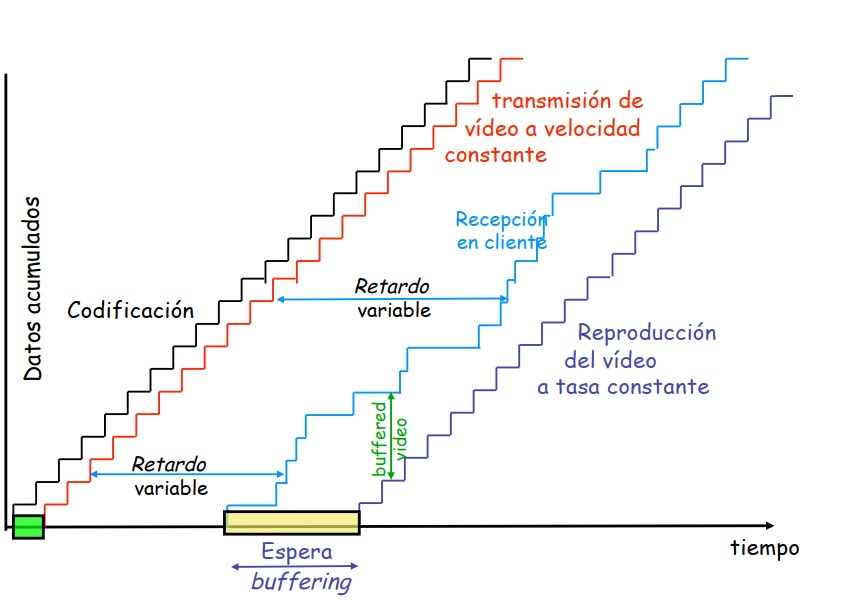 transmisión de
vídeo a velocidad
constante
Datos acumulados
Recepción
en cliente
Retardo
variable
Codificación
Reproducción
del vídeo
a tasa constante
buffered
video
Retardo
variable
Espera
buffering
tiempo